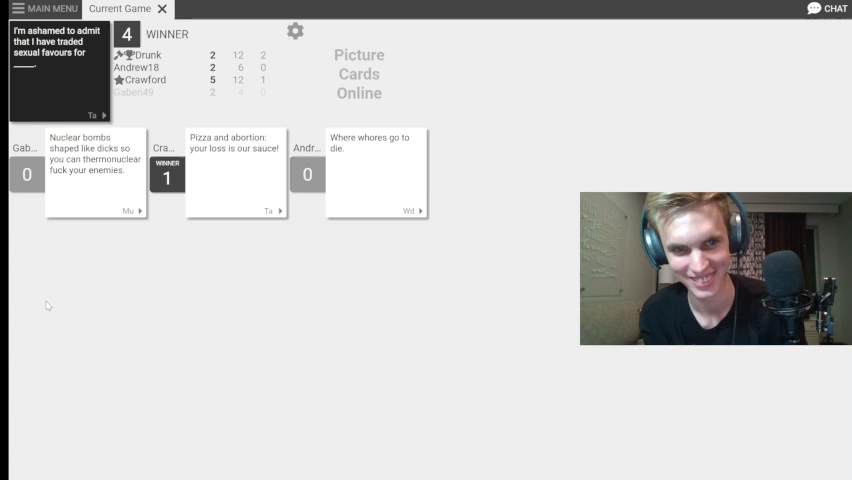 MAIN MENU
Current Game
CHAT
I'm ashamed to admit
that I have traded
sexual favours for
____.
Ta
4 WINNER
Drunk 2 12 2
Andrew18 2 6 0
Crawford 5 12 1
Gaben49 2 4 0
Picture
Cards
Online
Gab...
0
Nuclear bombs
shaped like dicks so
you can thermonuclear
fuck your enemies.
Mu
Cra...
WINNER
1
Pizza and abortion:
your loss is our sauce!
Ta
Andr...
0
Where whores go to
die.
Wd